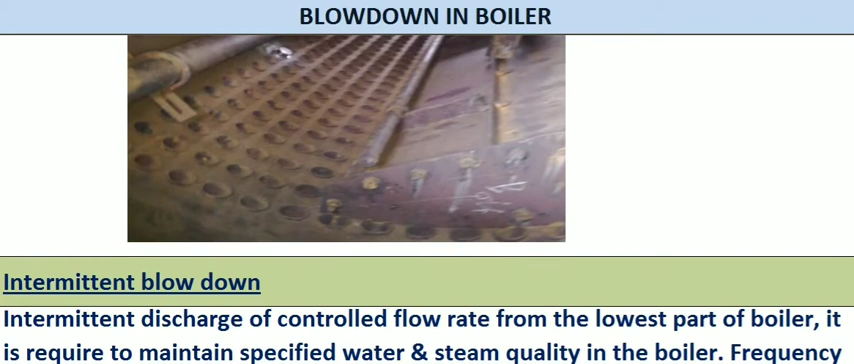 BLOWDOWN IN BOILER
Intermittent blow down
Intermittent discharge of controlled flow rate from the lowest part of boiler, it
is require to maintain specified water & steam quality in the boiler. Frequency